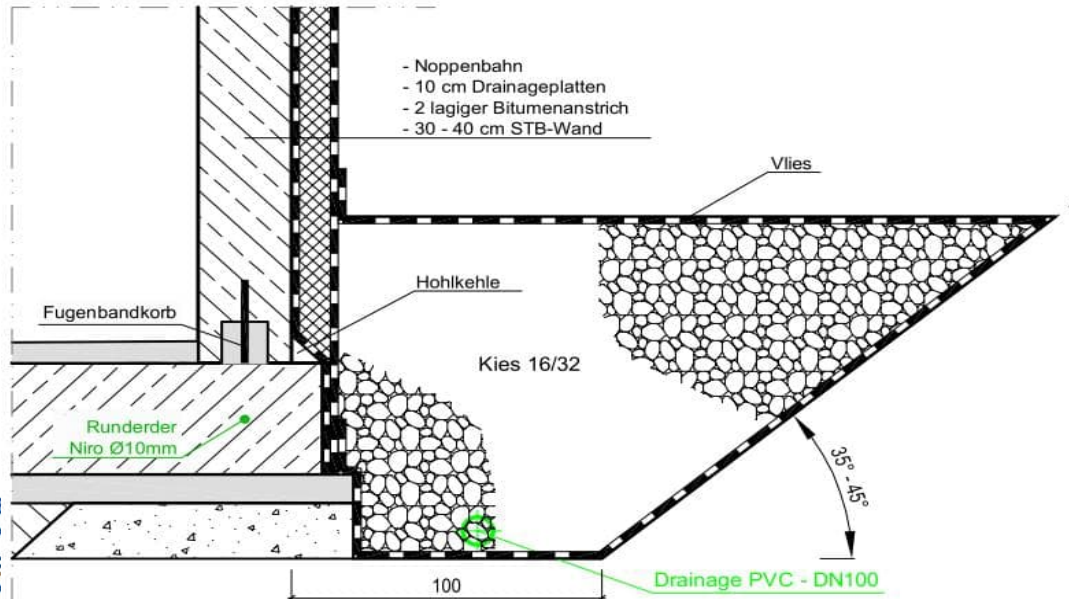 - Noppenbahn
- 10 cm Drainageplatten
- 2 lagiger Bitumenanstrich
- 30 - 40 cm STB-Wand
Vlies
Hohlkehle
Fugenbandkorb
Kies 16/32
Runderder
Niro Ø10mm
35° - 45°
100
Drainage PVC - DN100